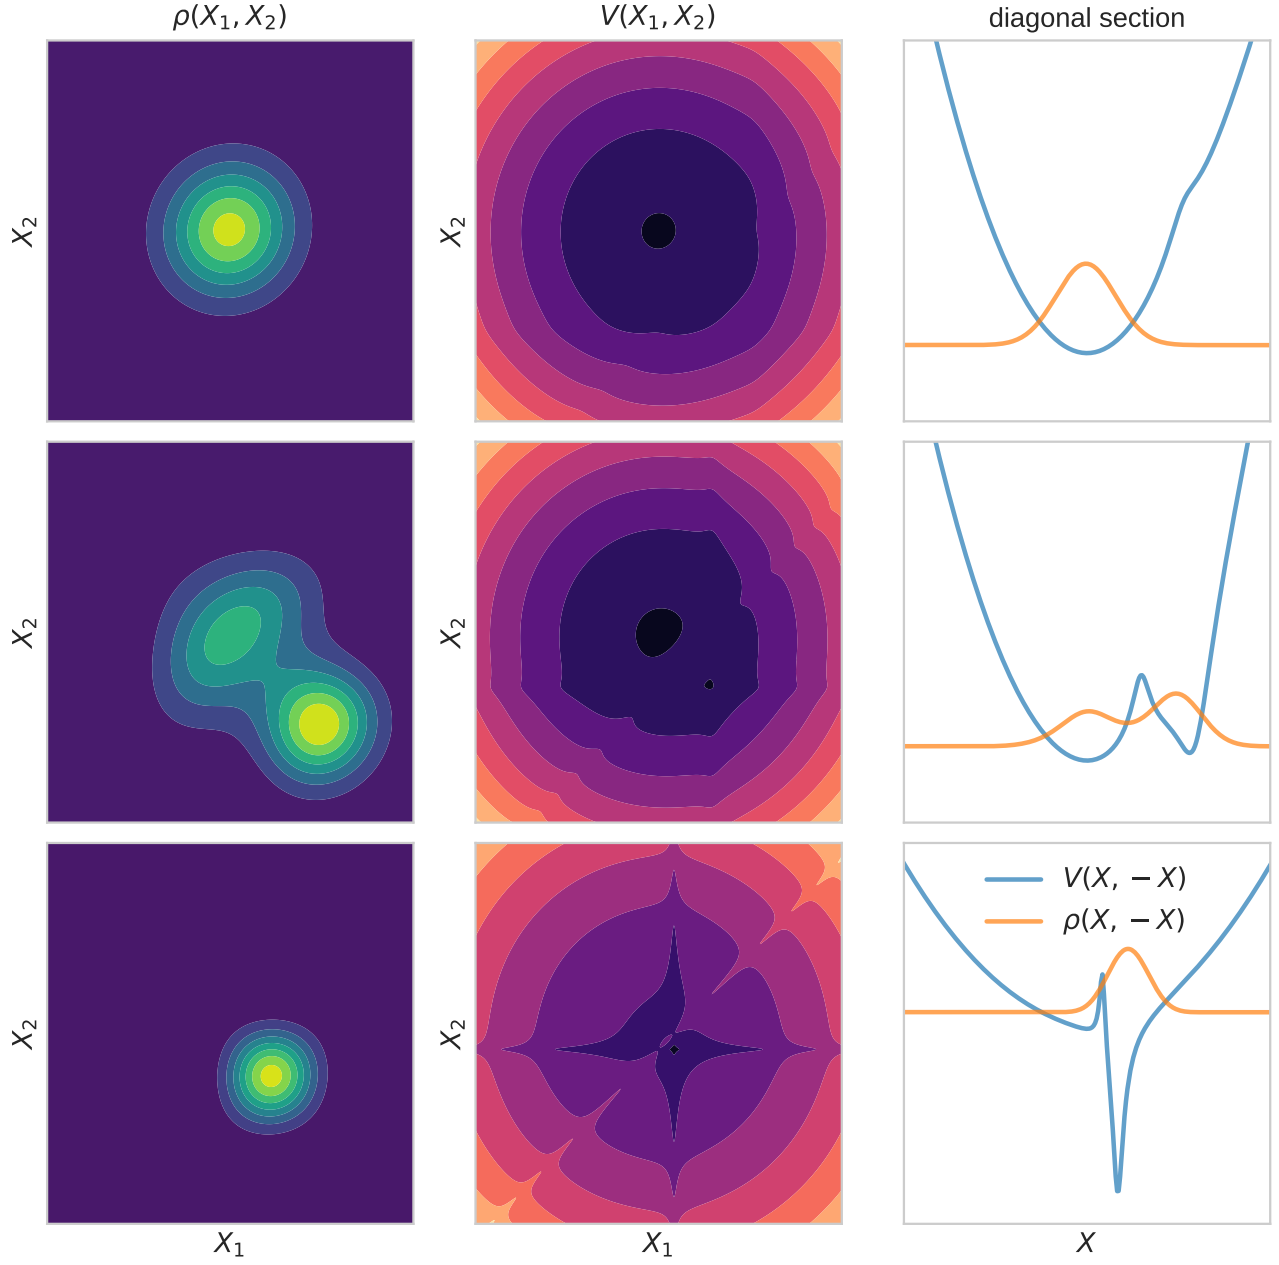 ρ(X₁, X₂)
V(X₁, X₂)
diagonal section
X₂
X₂
X₂
X₂
X₂
X₂
V(X, −X)
ρ(X, −X)
X₁
X₁
X